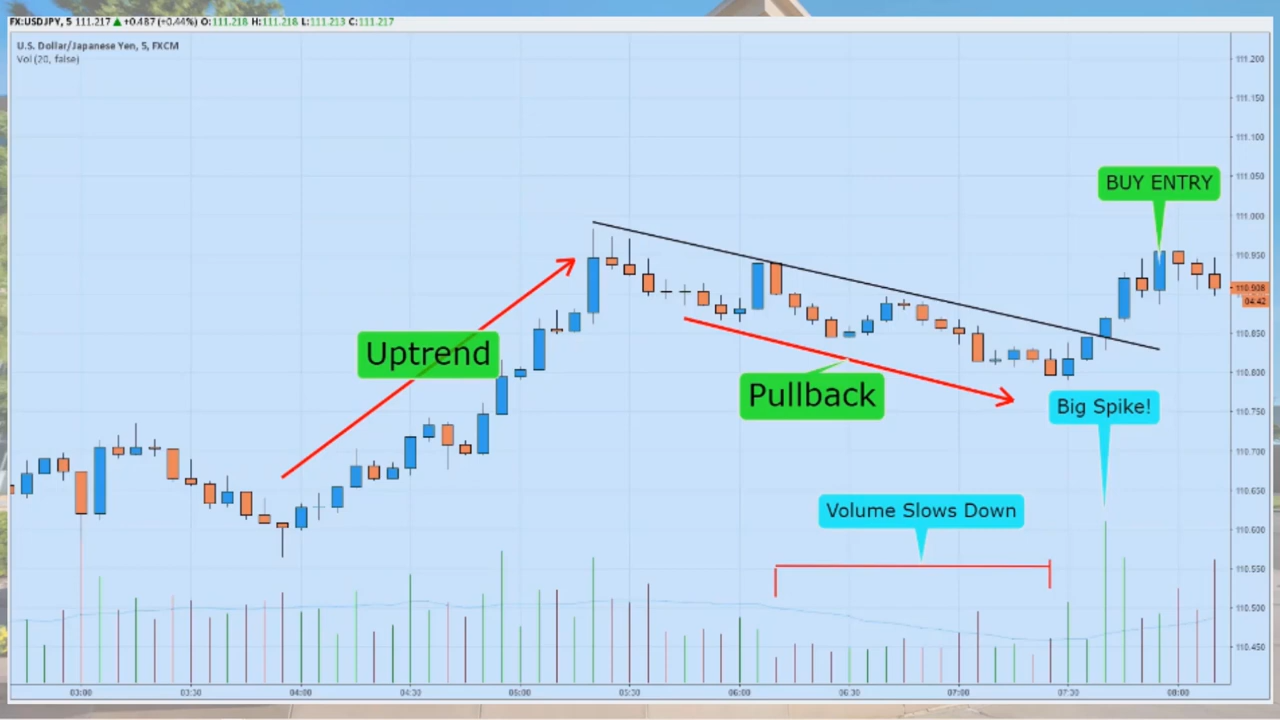 FX:USDJPY, 5 111.217 ▲ +0.487 (+0.44%) O:111.218 H:111.218 L:111.213 C:111.217
U.S. Dollar/Japanese Yen, 5, FXCM
Vol (20, false)
111.200
111.150
111.100
BUY ENTRY
111.050
111.000
110.950
110.908
04:42
Uptrend
110.850
110.800
Pullback
Big Spike!
110.750
110.700
110.650
Volume Slows Down
110.600
110.550
110.500
110.450
03:00 03:30 04:00 04:30 05:00 05:30 06:00 06:30 07:00 07:30 08:00